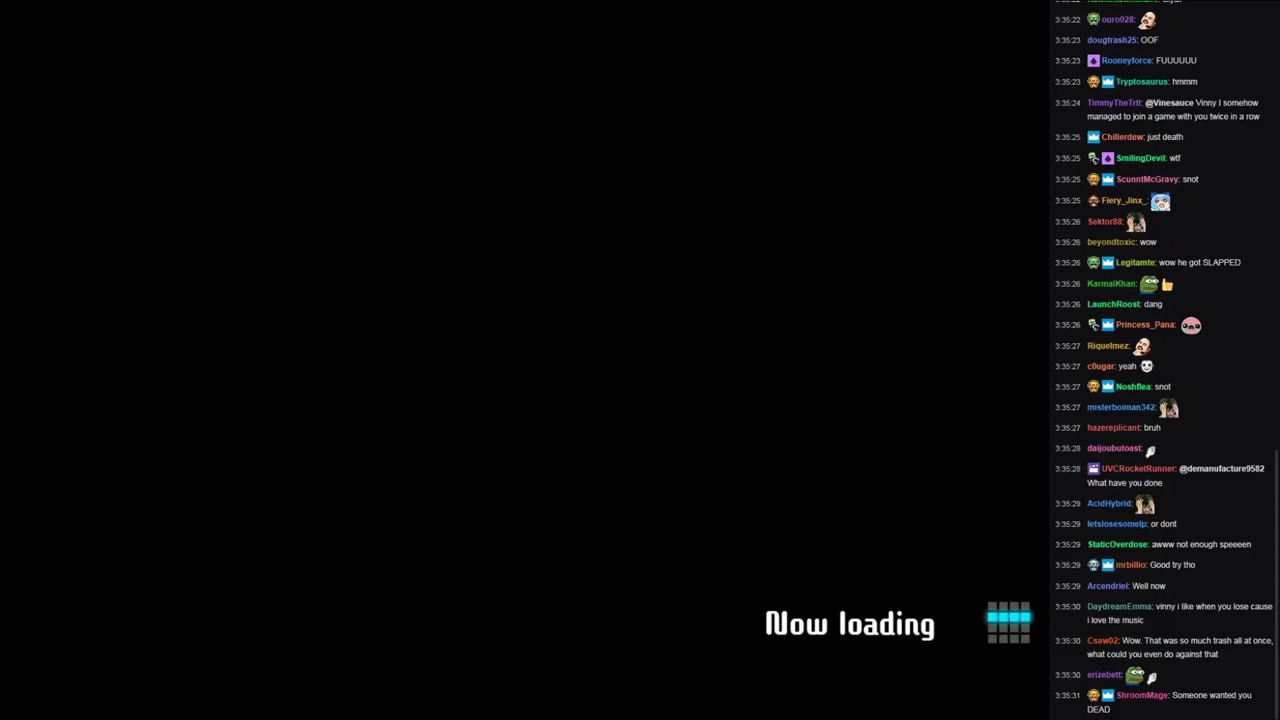 3:35:22 ouro028:
3:35:23 dougtrash25: OOF
3:35:23 Rooneyforce: FUUUUUU
3:35:23 Tryptosaurus: hmmm
3:35:24 TimmyTheTrtl: @Vinesauce Vinny I somehow
managed to join a game with you twice in a row
3:35:25 Chillerdew: just death
3:35:25 SmilingDevil: wtf
3:35:25 ScunntMcGravy: snot
3:35:25 Fiery_Jinx_:
3:35:26 Sektor88:
3:35:26 beyondtoxic: wow
3:35:26 Legitamte: wow he got SLAPPED
3:35:26 KarmalKhan:
3:35:26 LaunchRoost: dang
3:35:26 Princess_Pana:
3:35:27 Riquelmez:
3:35:27 c0ugar: yeah
3:35:27 Noshflea: snot
3:35:27 misterboiman342:
3:35:27 hazereplicant: bruh
3:35:28 daijoubutoast:
3:35:28 UVCRocketRunner: @demanufacture9582
What have you done
3:35:29 AcidHybrid:
3:35:29 letslosesomelp: or dont
3:35:29 StaticOverdose: awww not enough speeeen
3:35:29 mrbillio: Good try tho
3:35:29 Arcendriel: Well now
3:35:30 DaydreamEmma: vinny i like when you lose cause
i love the music
3:35:30 Csaw02: Wow. That was so much trash all at once,
what could you even do against that
3:35:30 erizebett:
3:35:31 ShroomMage: Someone wanted you
DEAD
Now loading